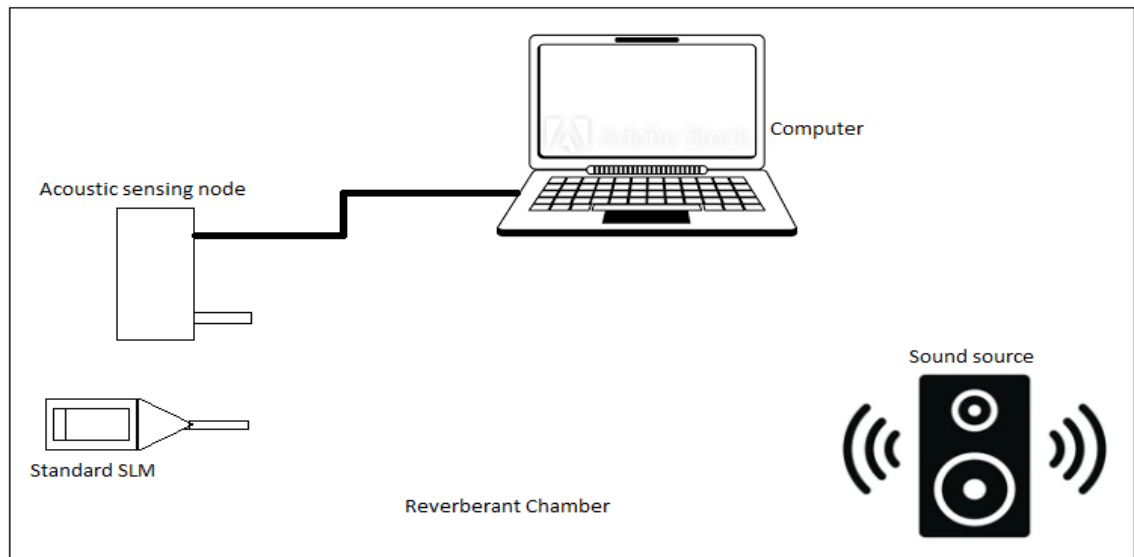 Computer
Acoustic sensing node
Sound source
Standard SLM
Reverberant Chamber